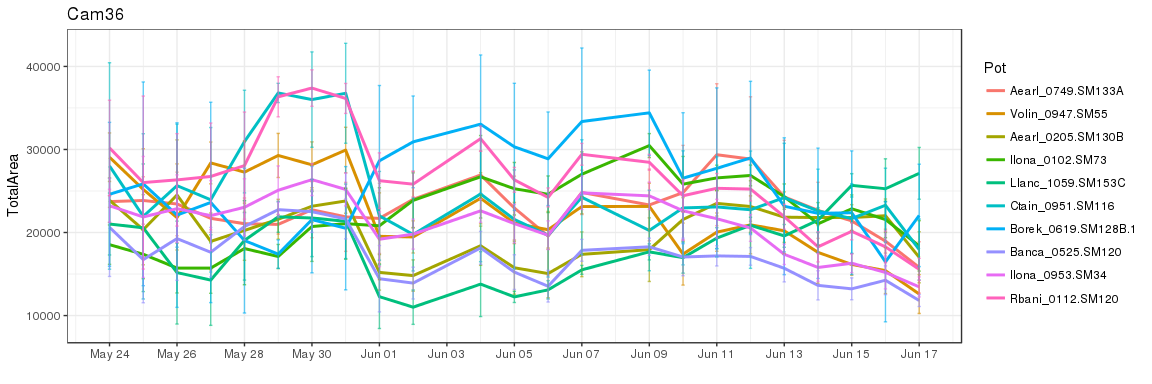 Cam36
TotalArea
40000
30000
20000
10000
May 24
May 26
May 28
May 30
Jun 01
Jun 03
Jun 05
Jun 07
Jun 09
Jun 11
Jun 13
Jun 15
Jun 17
Pot
Aearl_0749.SM133A
Volin_0947.SM55
Aearl_0205.SM130B
Ilona_0102.SM73
Llanc_1059.SM153C
Ctain_0951.SM116
Borek_0619.SM128B.1
Banca_0525.SM120
Ilona_0953.SM34
Rbani_0112.SM120